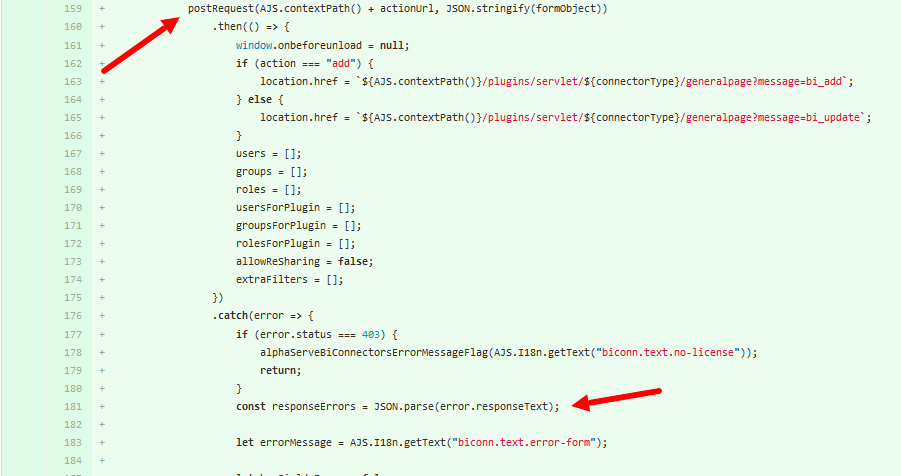 159 + postRequest(AJS.contextPath() + actionUrl, JSON.stringify(formObject))
160 + .then(() => {
161 + window.onbeforeunload = null;
162 + if (action === "add") {
163 + location.href = `${AJS.contextPath()}/plugins/servlet/${connectorType}/generalpage?message=bi_add`;
164 + } else {
165 + location.href = `${AJS.contextPath()}/plugins/servlet/${connectorType}/generalpage?message=bi_update`;
166 + }
167 + users = [];
168 + groups = [];
169 + roles = [];
170 + usersForPlugin = [];
171 + groupsForPlugin = [];
172 + rolesForPlugin = [];
173 + allowReSharing = false;
174 + extraFilters = [];
175 + })
176 + .catch(error => {
177 + if (error.status === 403) {
178 + alphaServeBiConnectorsErrorMessageFlag(AJS.I18n.getText("biconn.text.no-license"));
179 + return;
180 + }
181 + const responseErrors = JSON.parse(error.responseText);
182 +
183 + let errorMessage = AJS.I18n.getText("biconn.text.error-form");
184 +